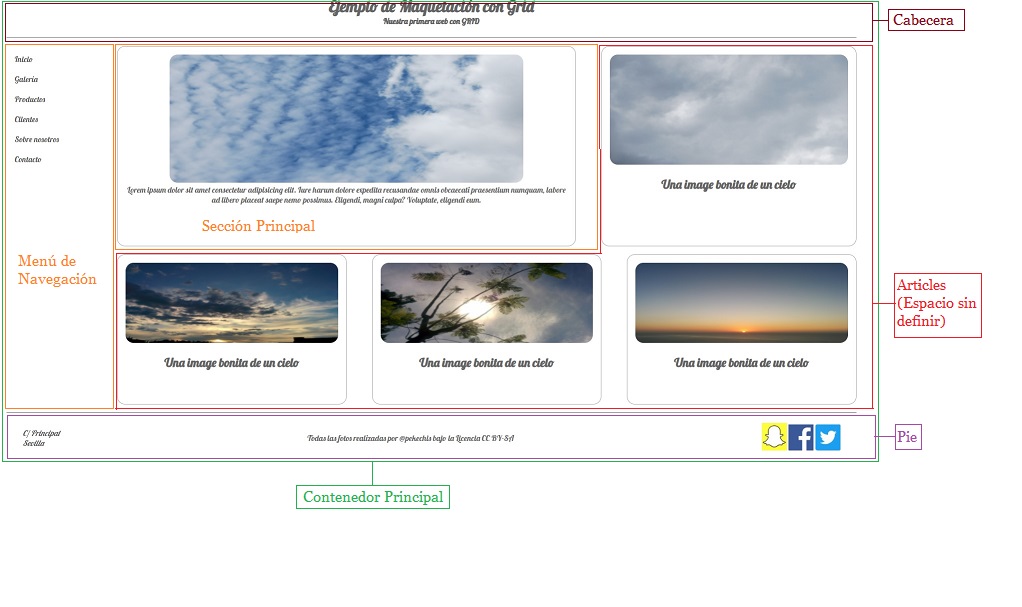 Ejemplo de Maquetación con Grid
Nuestra primera web con GRID
Cabecera
Inicio
Galería
Productos
Clientes
Sobre nosotros
Contacto
Menú de
Navegación
Lorem ipsum dolor sit amet consectetur adipisicing elit. Iure harum dolore expedita recusandae omnis obcaecati praesentium numquam, labore
ad libero placeat saepe nemo possimus. Eligendi, magni culpa? Voluptate, eligendi eum.
Sección Principal
Una image bonita de un cielo
Una image bonita de un cielo
Una image bonita de un cielo
Una image bonita de un cielo
Articles
(Espacio sin
definir)
C/ Principal
Sevilla
Todas las fotos realizadas por @pekechis bajo la Licencia CC BY-SA
Pie
Contenedor Principal